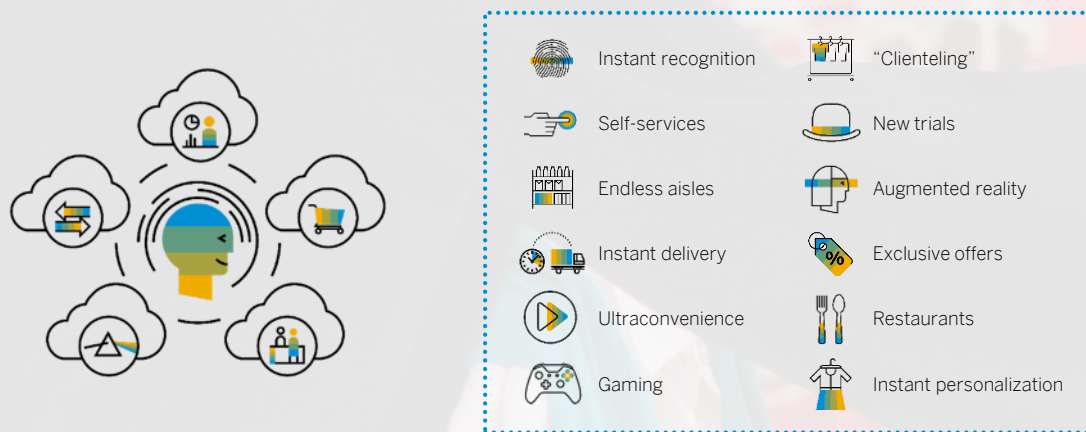 Instant recognition
Self-services
Endless aisles
Instant delivery
Ultraconvenience
Gaming
“Clienteling”
New trials
Augmented reality
%
Exclusive offers
Restaurants
Instant personalization